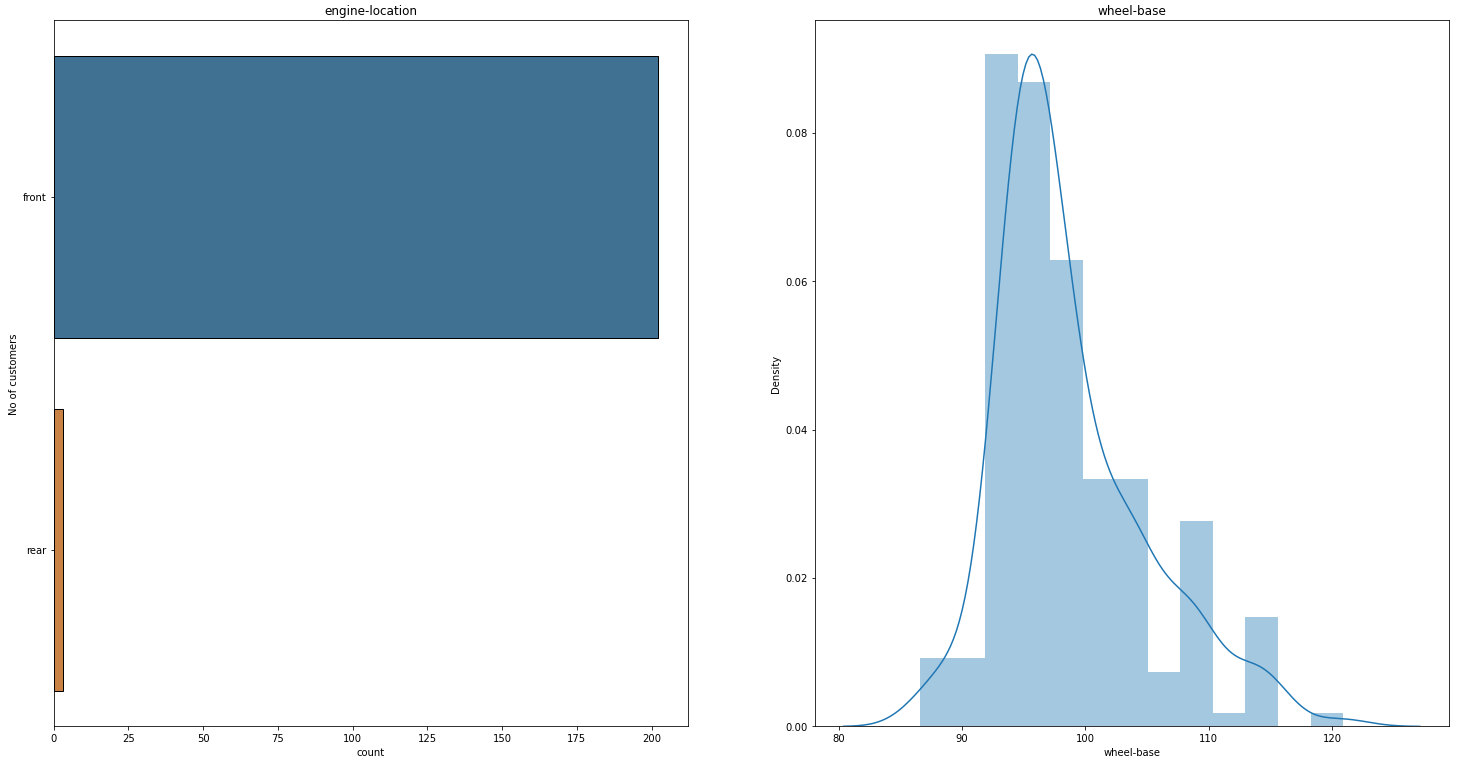 engine-location
front
No of customers
rear
0 25 50 75 100 125 150 175 200
count
wheel-base
0.08
0.06
Density
0.04
0.02
0.00
80 90 100 110 120
wheel-base